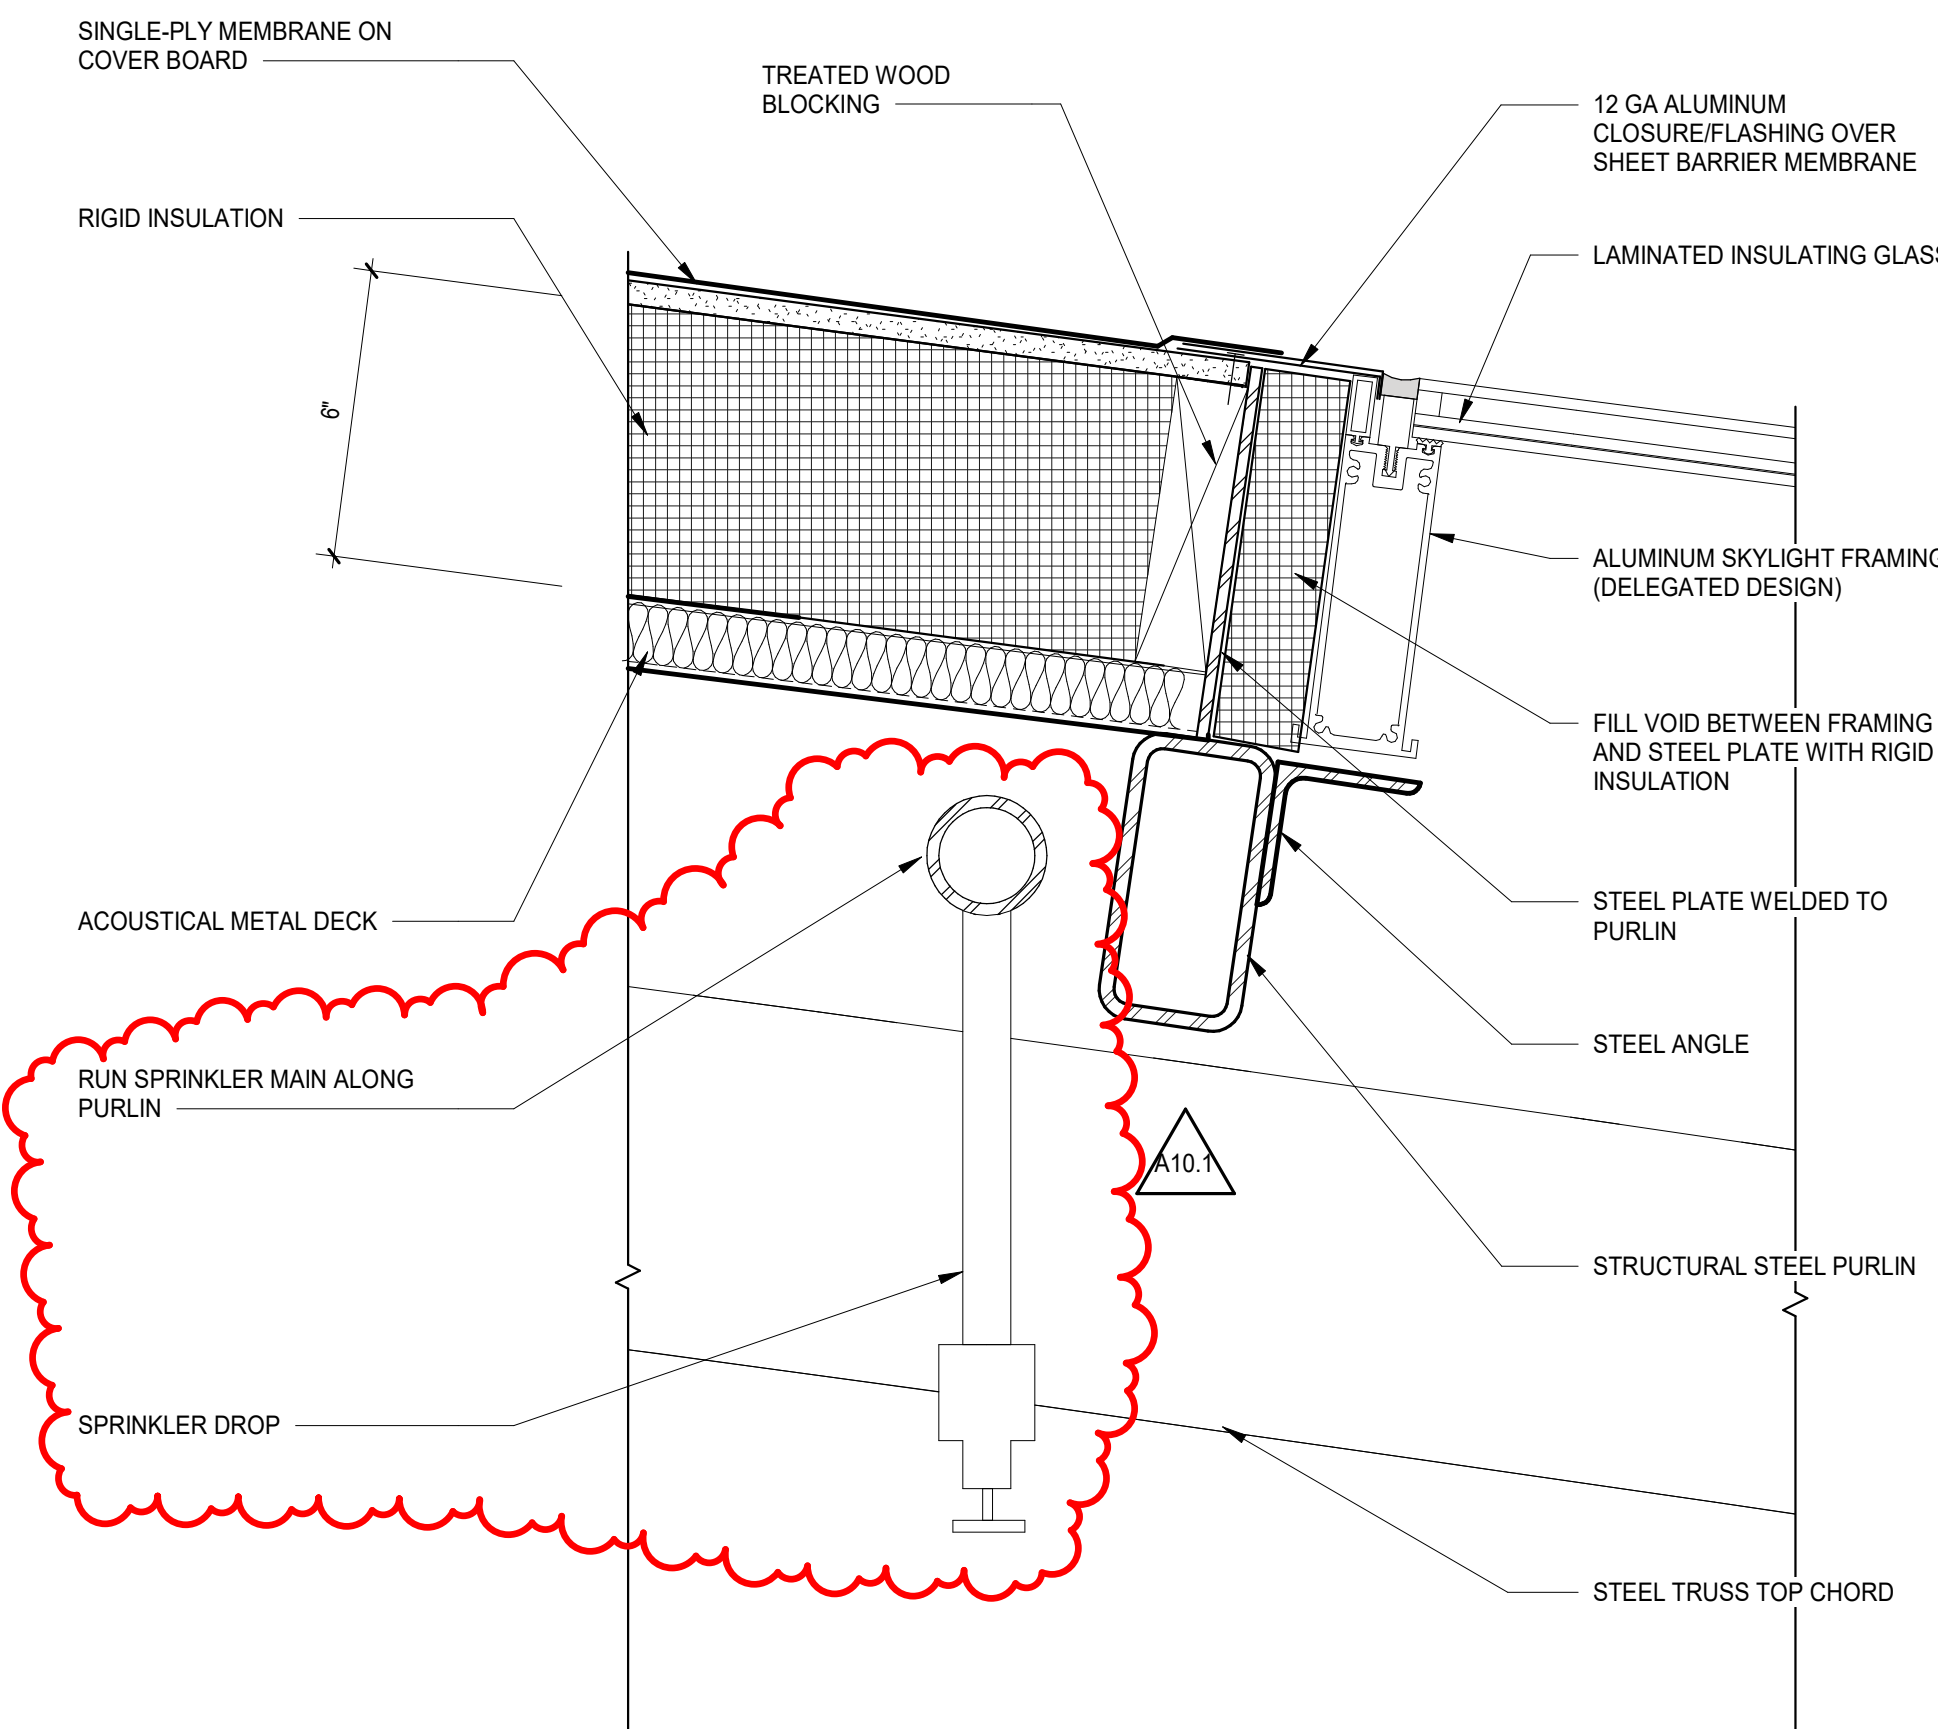 SINGLE-PLY MEMBRANE ON
COVER BOARD
TREATED WOOD
BLOCKING
12 GA ALUMINUM
CLOSURE/FLASHING OVER
SHEET BARRIER MEMBRANE
RIGID INSULATION
LAMINATED INSULATING GLASS
6"
ALUMINUM SKYLIGHT FRAMING
(DELEGATED DESIGN)
FILL VOID BETWEEN FRAMING
AND STEEL PLATE WITH RIGID
INSULATION
ACOUSTICAL METAL DECK
STEEL PLATE WELDED TO
PURLIN
STEEL ANGLE
RUN SPRINKLER MAIN ALONG
PURLIN
A10.1
STRUCTURAL STEEL PURLIN
SPRINKLER DROP
STEEL TRUSS TOP CHORD